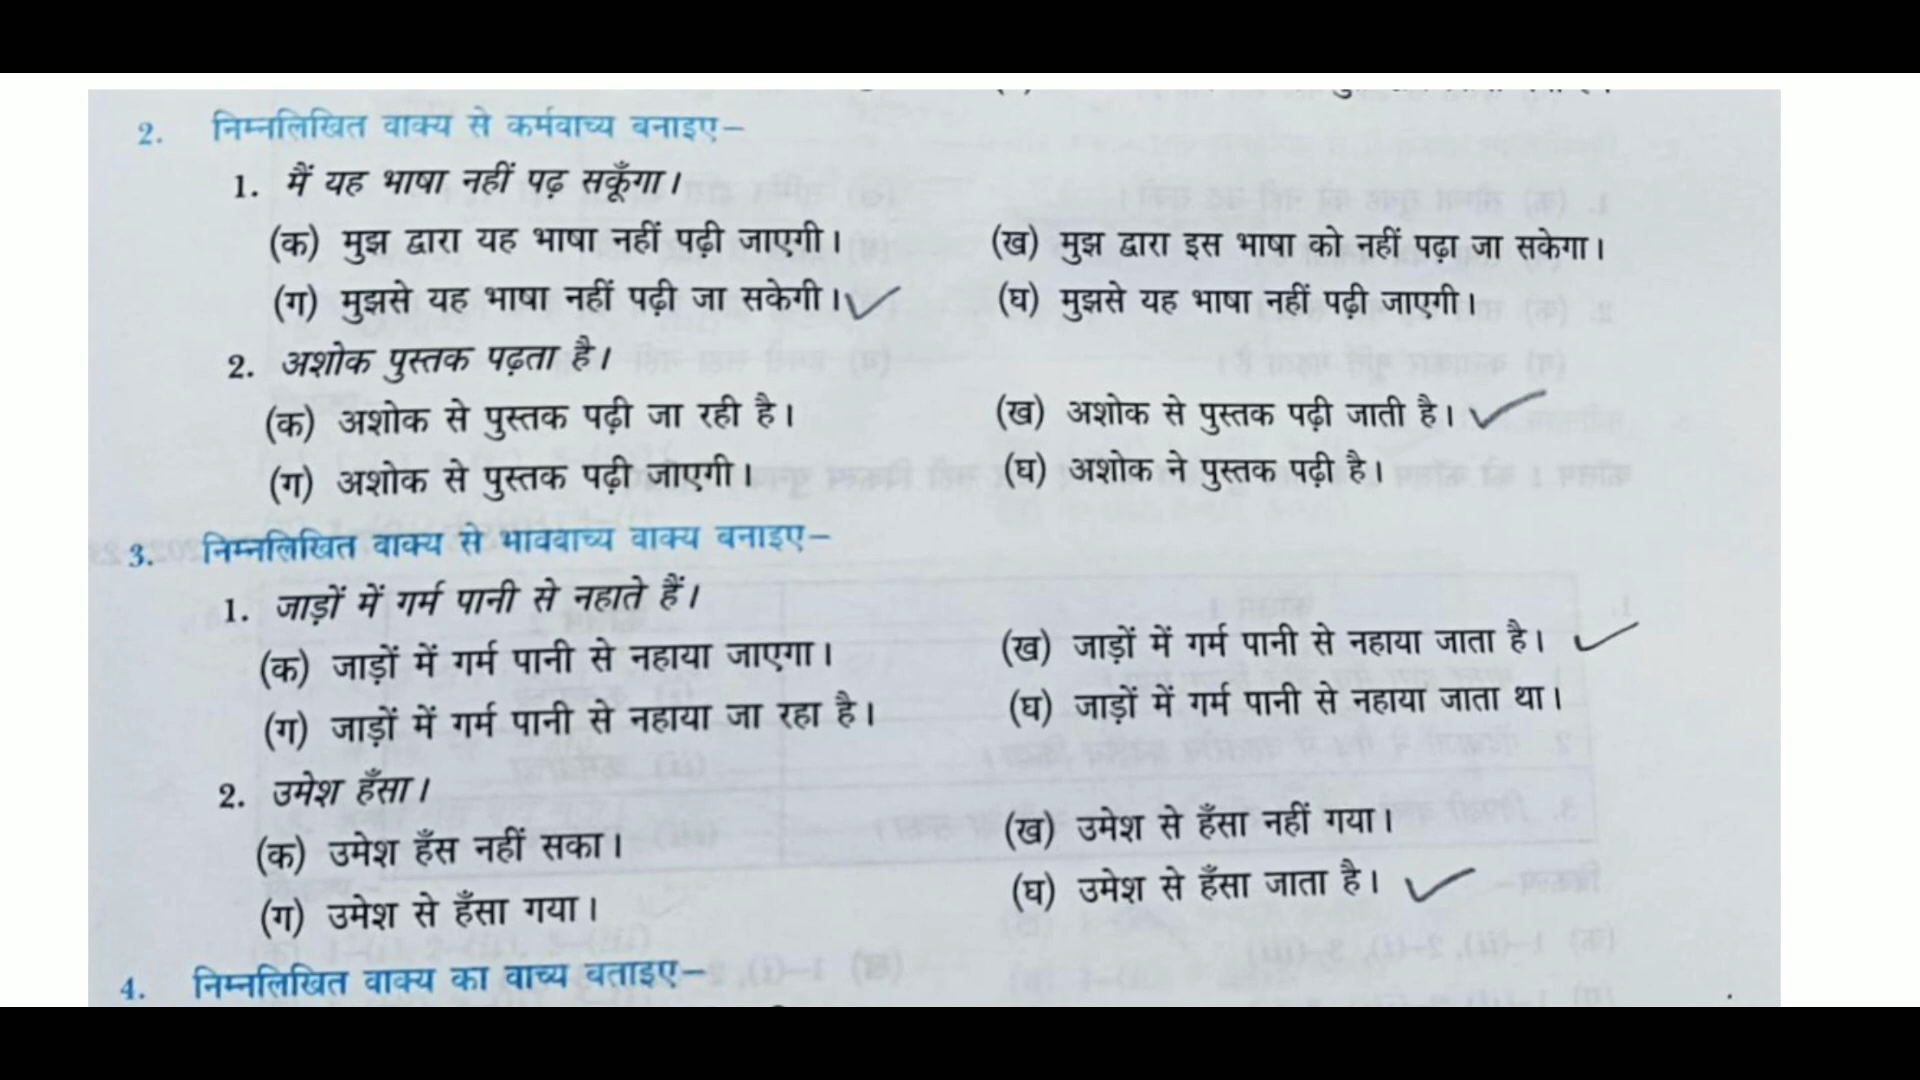 2. निम्नलिखित वाक्य से कर्मवाच्य बनाइए–
1. मैं यह भाषा नहीं पढ़ सकूँगा।
(क) मुझ द्वारा यह भाषा नहीं पढ़ी जाएगी। (ख) मुझ द्वारा इस भाषा को नहीं पढ़ा जा सकेगा।
(ग) मुझसे यह भाषा नहीं पढ़ी जा सकेगी। (घ) मुझसे यह भाषा नहीं पढ़ी जाएगी।
2. अशोक पुस्तक पढ़ता है।
(क) अशोक से पुस्तक पढ़ी जा रही है। (ख) अशोक से पुस्तक पढ़ी जाती है।
(ग) अशोक से पुस्तक पढ़ी जाएगी। (घ) अशोक ने पुस्तक पढ़ी है।
3. निम्नलिखित वाक्य से भाववाच्य वाक्य बनाइए–
1. जाड़ों में गर्म पानी से नहाते हैं।
(क) जाड़ों में गर्म पानी से नहाया जाएगा। (ख) जाड़ों में गर्म पानी से नहाया जाता है।
(ग) जाड़ों में गर्म पानी से नहाया जा रहा है। (घ) जाड़ों में गर्म पानी से नहाया जाता था।
2. उमेश हँसा।
(क) उमेश हँस नहीं सका। (ख) उमेश से हँसा नहीं गया।
(ग) उमेश से हँसा गया। (घ) उमेश से हँसा जाता है।
4. निम्नलिखित वाक्य का वाच्य बताइए–